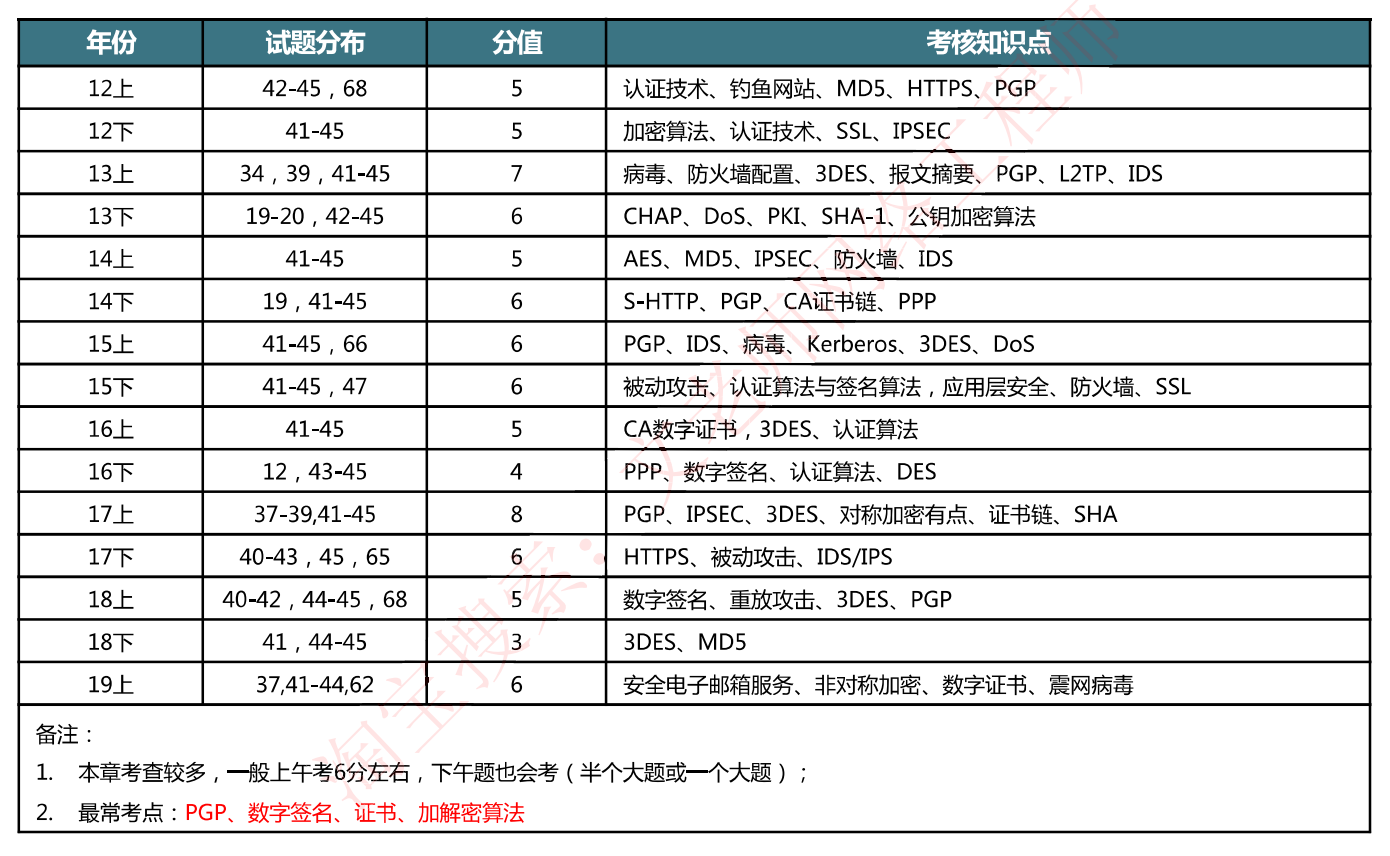 年份 试题分布 分值 考核知识点
12上 42-45，68 5 认证技术、钓鱼网站、MD5、HTTPS、PGP
12下 41-45 5 加密算法、认证技术、SSL、IPSEC
13上 34，39，41-45 7 病毒、防火墙配置、3DES、报文摘要、PGP、L2TP、IDS
13下 19-20，42-45 6 CHAP、DoS、PKI、SHA-1、公钥加密算法
14上 41-45 5 AES、MD5、IPSEC、防火墙、IDS
14下 19，41-45 6 S-HTTP、PGP、CA证书链、PPP
15上 41-45，66 6 PGP、IDS、病毒、Kerberos、3DES、DoS
15下 41-45，47 6 被动攻击、认证算法与签名算法，应用层安全、防火墙、SSL
16上 41-45 5 CA数字证书，3DES、认证算法
16下 12，43-45 4 PPP、数字签名、认证算法、DES
17上 37-39,41-45 8 PGP、IPSEC、3DES、对称加密有点、证书链、SHA
17下 40-43，45，65 6 HTTPS、被动攻击、IDS/IPS
18上 40-42，44-45，68 5 数字签名、重放攻击、3DES、PGP
18下 41，44-45 3 3DES、MD5
19上 37,41-44,62 6 安全电子邮箱服务、非对称加密、数字证书、震网病毒
备注：
1. 本章考查较多，一般上午考6分左右，下午题也会考（半个大题或一个大题）；
2. 最常考点：PGP、数字签名、证书、加解密算法
淘宝搜索：文老师网络工程师